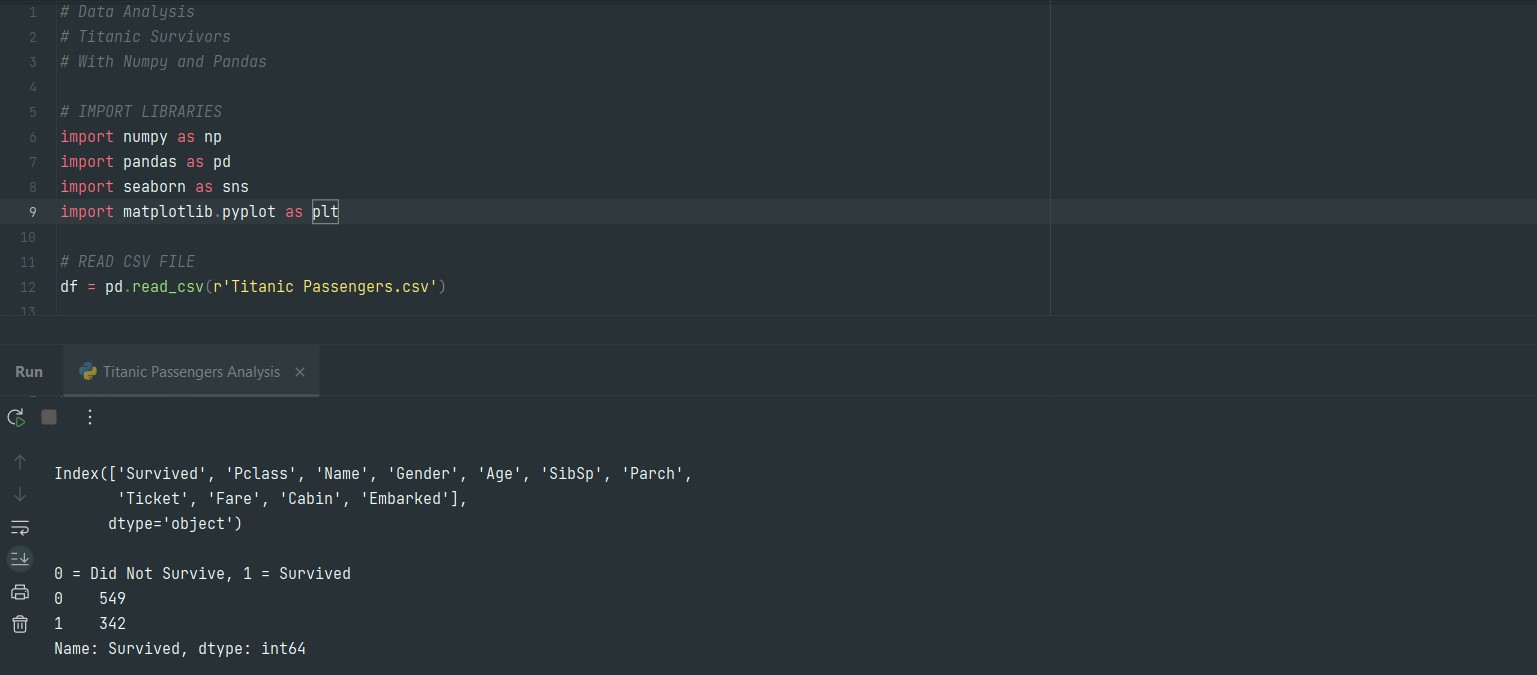 1 # Data Analysis
2 # Titanic Survivors
3 # With Numpy and Pandas
4
5 # IMPORT LIBRARIES
6 import numpy as np
7 import pandas as pd
8 import seaborn as sns
9 import matplotlib.pyplot as plt
10
11 # READ CSV FILE
12 df = pd.read_csv(r'Titanic Passengers.csv')
13
Run Titanic Passengers Analysis
Index(['Survived', 'Pclass', 'Name', 'Gender', 'Age', 'SibSp', 'Parch',
'Ticket', 'Fare', 'Cabin', 'Embarked'],
dtype='object')
0 = Did Not Survive, 1 = Survived
0 549
1 342
Name: Survived, dtype: int64